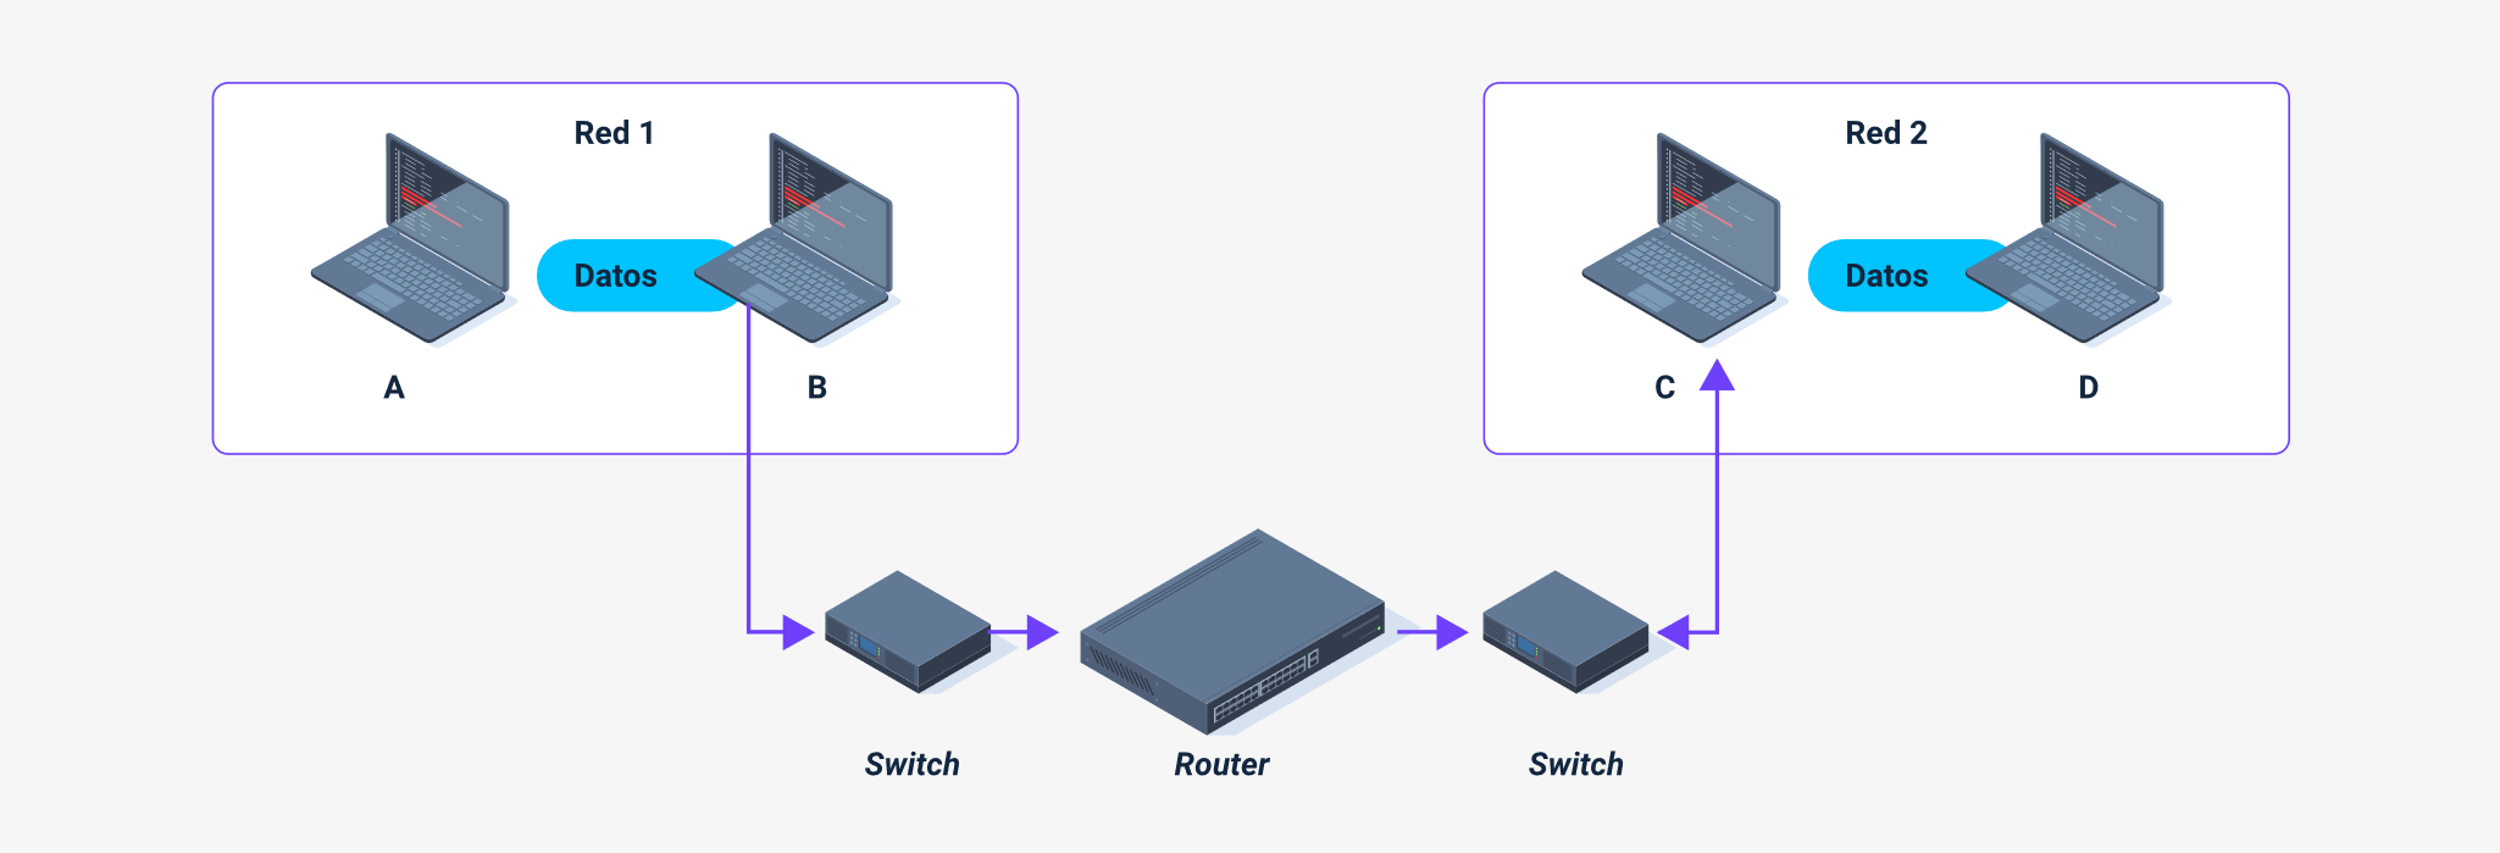 Red 1
Datos
A
B
Red 2
Datos
C
D
Switch
Router
Switch